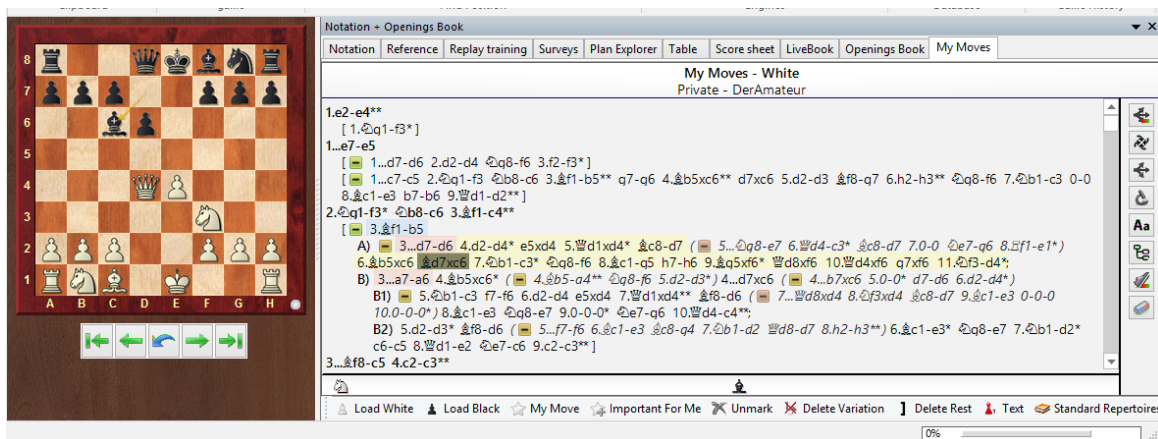 Notation + Openings Book
Notation Reference Replay training Surveys Plan Explorer Table Score sheet LiveBook Openings Book My Moves
My Moves - White
Private - DerAmateur
1.e2-e4**
[ 1.♘g1-f3* ]
1...e7-e5
[ 1...d7-d6 2.d2-d4 ♘g8-f6 3.f2-f3* ]
[ 1...c7-c5 2.♘g1-f3 ♘b8-c6 3.♗f1-b5** g7-g6 4.♗b5xc6** d7xc6 5.d2-d3 ♗f8-g7 6.h2-h3** ♘g8-f6 7.♘b1-c3 0-0
8.♗c1-e3 b7-b6 9.♕d1-d2** ]
2.♘g1-f3* ♘b8-c6 3.♗f1-c4**
[ 3.♗f1-b5
A) 3...d7-d6 4.d2-d4* e5xd4 5.♕d1xd4* ♗c8-d7 ( 5...♘g8-e7 6.♕d4-c3* ♗c8-d7 7.0-0 ♘e7-g6 8.♖f1-e1* )
6.♗b5xc6 ♗d7xc6 7.♘b1-c3* ♘g8-f6 8.♗c1-g5 h7-h6 9.♗g5xf6* ♕d8xf6 10.♕d4xf6 g7xf6 11.♘f3-d4*;
B) 3...a7-a6 4.♗b5xc6* ( 4.♗b5-a4** ♘g8-f6 5.d2-d3* ) 4...d7xc6 ( 4...b7xc6 5.0-0* d7-d6 6.d2-d4* )
B1) 5.♘b1-c3 f7-f6 6.d2-d4 e5xd4 7.♕d1xd4** ♗f8-d6 ( 7...♕d8xd4 8.♘f3xd4 ♗c8-d7 9.♗c1-e3 0-0-0
10.0-0-0* ) 8.♗c1-e3 ♘g8-e7 9.0-0-0* ♘e7-g6 10.♕d4-c4**;
B2) 5.d2-d3* ♗f8-d6 ( 5...f7-f6 6.♗c1-e3 ♗c8-g4 7.♘b1-d2 ♕d8-d7 8.h2-h3** ) 6.♗c1-e3* ♘g8-e7 7.♘b1-d2*
c6-c5 8.♕d1-e2 ♘e7-c6 9.c2-c3** ]
3...♗f8-c5 4.c2-c3**
8
7
6
5
4
3
2
1
A B C D E F G H
Aa
Load White Load Black My Move Important For Me Unmark Delete Variation Delete Rest Text Standard Repertoires
0%